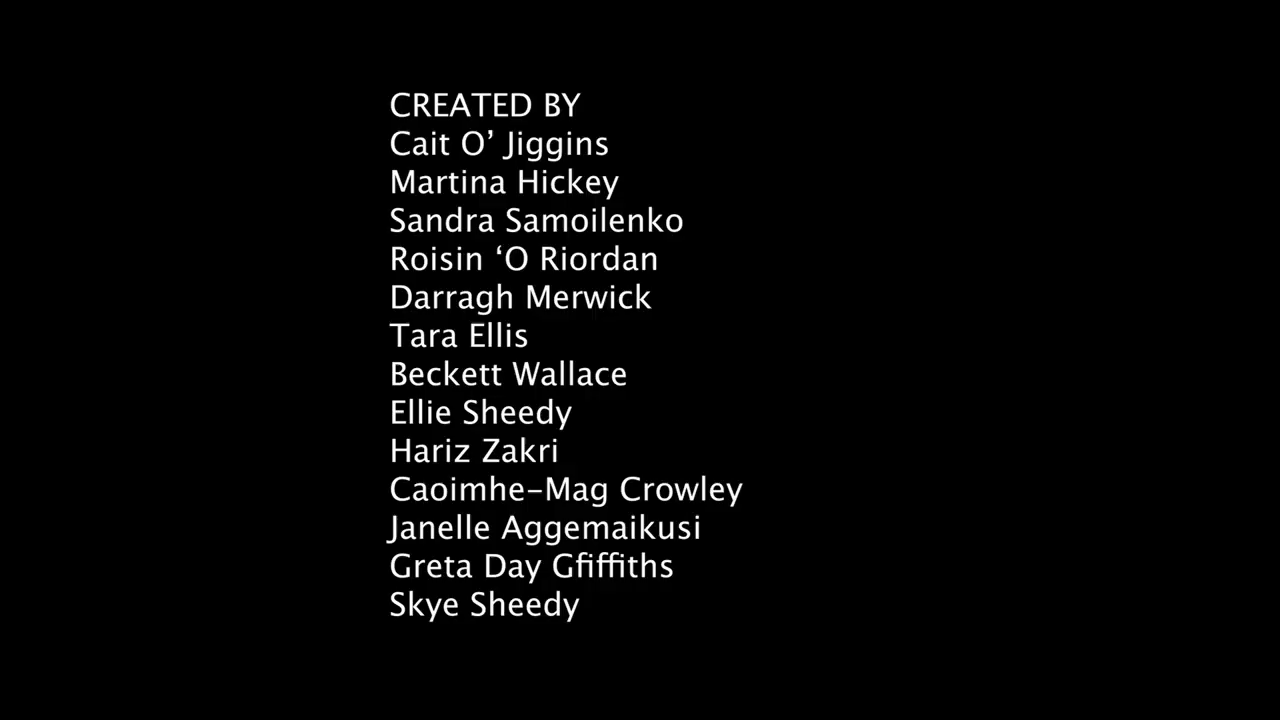 CREATED BY
Cait O’ Jiggins
Martina Hickey
Sandra Samoilenko
Roisin ‘O Riordan
Darragh Merwick
Tara Ellis
Beckett Wallace
Ellie Sheedy
Hariz Zakri
Caoimhe-Mag Crowley
Janelle Aggemaikusi
Greta Day Gfiffiths
Skye Sheedy